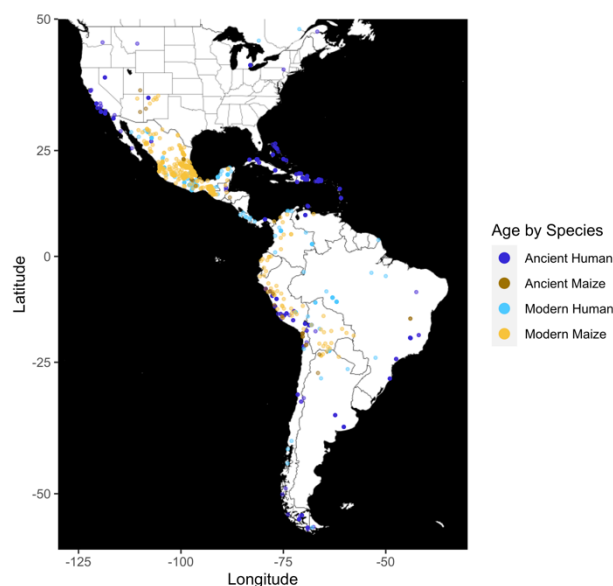 50
25
0
-25
-50
Latitude
-125
-100
-75
-50
Longitude
Age by Species
Ancient Human
Ancient Maize
Modern Human
Modern Maize